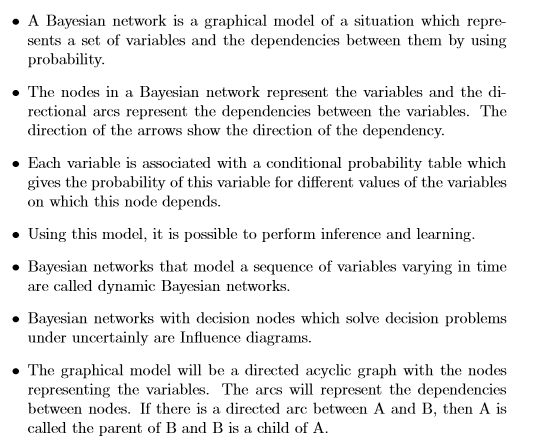 • A Bayesian network is a graphical model of a situation which repre-
sents a set of variables and the dependencies between them by using
probability.
• The nodes in a Bayesian network represent the variables and the di-
rectional arcs represent the dependencies between the variables. The
direction of the arrows show the direction of the dependency.
• Each variable is associated with a conditional probability table which
gives the probability of this variable for different values of the variables
on which this node depends.
• Using this model, it is possible to perform inference and learning.
• Bayesian networks that model a sequence of variables varying in time
are called dynamic Bayesian networks.
• Bayesian networks with decision nodes which solve decision problems
under uncertainly are Influence diagrams.
• The graphical model will be a directed acyclic graph with the nodes
representing the variables. The arcs will represent the dependencies
between nodes. If there is a directed arc between A and B, then A is
called the parent of B and B is a child of A.